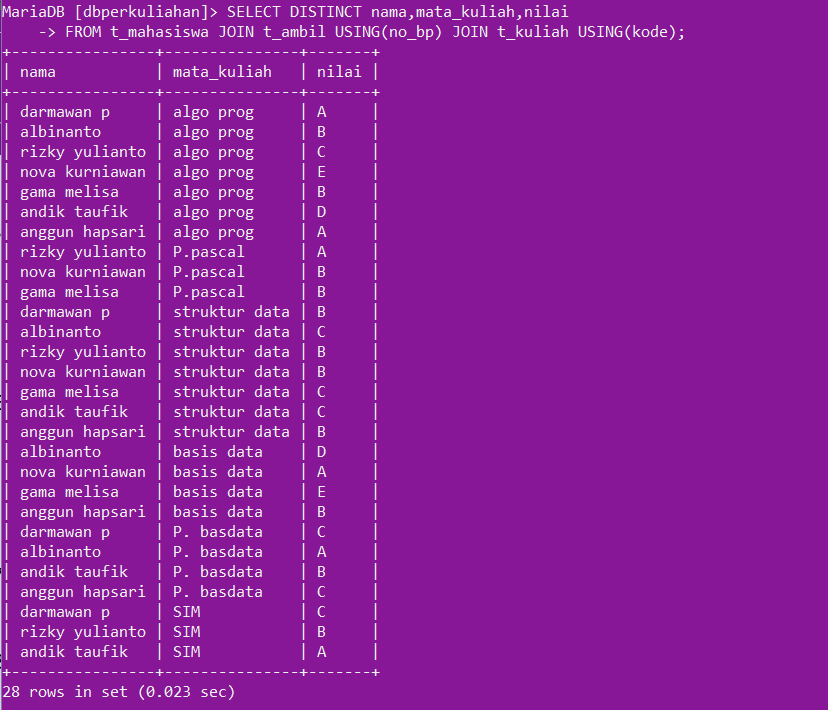 MariaDB [dbperkuliahan]> SELECT DISTINCT nama,mata_kuliah,nilai
    -> FROM t_mahasiswa JOIN t_ambil USING(no_bp) JOIN t_kuliah USING(kode);
+----------------+---------------+-------+
| nama           | mata_kuliah   | nilai |
+----------------+---------------+-------+
| darmawan p     | algo prog     | A     |
| albinanto      | algo prog     | B     |
| rizky yulianto | algo prog     | C     |
| nova kurniawan | algo prog     | E     |
| gama melisa    | algo prog     | B     |
| andik taufik   | algo prog     | D     |
| anggun hapsari | algo prog     | A     |
| rizky yulianto | P.pascal      | A     |
| nova kurniawan | P.pascal      | B     |
| gama melisa    | P.pascal      | B     |
| darmawan p     | struktur data | B     |
| albinanto      | struktur data | C     |
| rizky yulianto | struktur data | B     |
| nova kurniawan | struktur data | B     |
| gama melisa    | struktur data | C     |
| andik taufik   | struktur data | C     |
| anggun hapsari | struktur data | B     |
| albinanto      | basis data    | D     |
| nova kurniawan | basis data    | A     |
| gama melisa    | basis data    | E     |
| anggun hapsari | basis data    | B     |
| darmawan p     | P. basdata    | C     |
| albinanto      | P. basdata    | A     |
| andik taufik   | P. basdata    | B     |
| anggun hapsari | P. basdata    | C     |
| darmawan p     | SIM           | C     |
| rizky yulianto | SIM           | B     |
| andik taufik   | SIM           | A     |
+----------------+---------------+-------+
28 rows in set (0.023 sec)